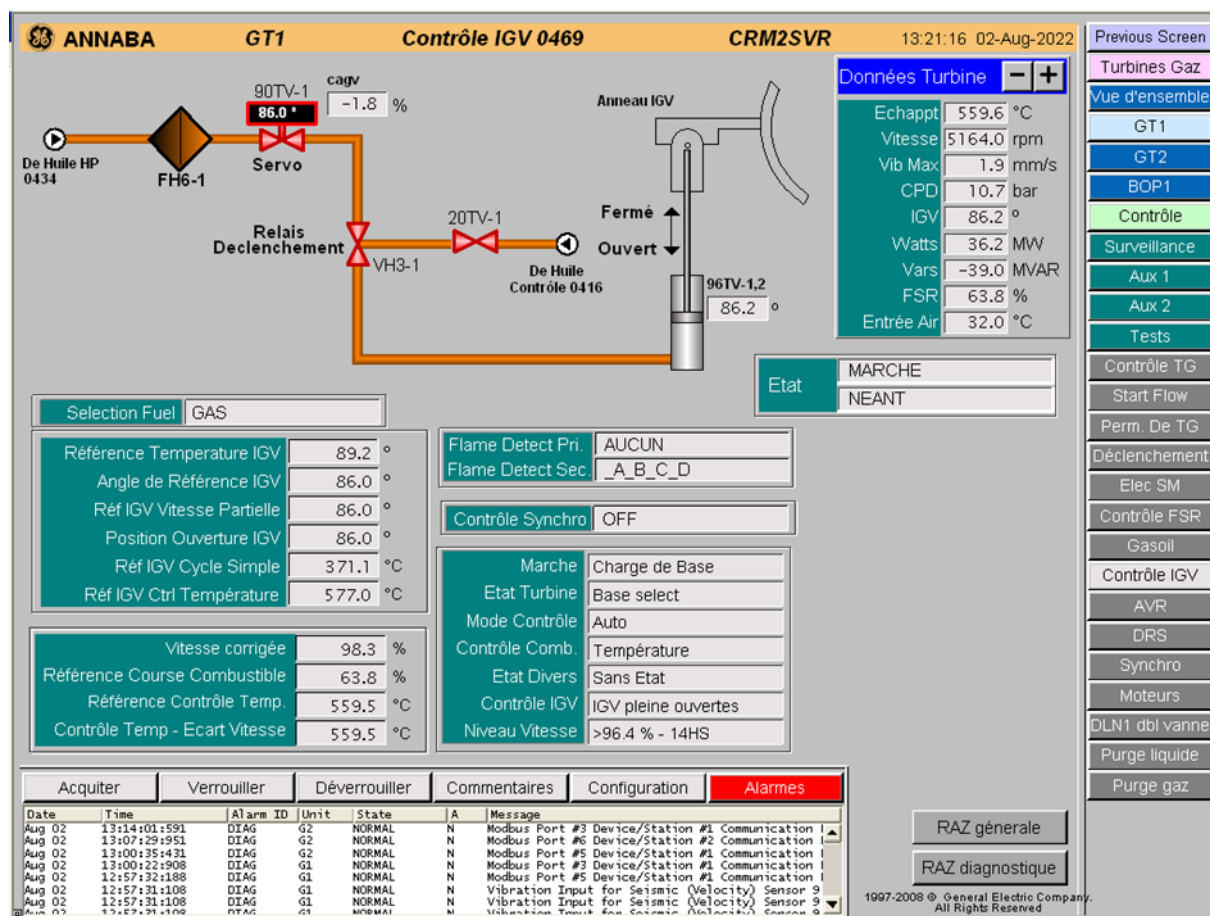 ANNABA GT1 Contrôle IGV 0469 CRM2SVR 13:21:16 02-Aug-2022
cagv
90TV-1
86.0 °
-1.8 %
Servo
De Huile HP
0434
FH6-1
Anneau IGV
Relais
Declenchement
VH3-1
20TV-1
De Huile
Contrôle 0416
Fermé
Ouvert
96TV-1,2
86.2 °
Données Turbine - +
Echappt 559.6 °C
Vitesse 5164.0 rpm
Vib Max 1.9 mm/s
CPD 10.7 bar
IGV 86.2 °
Watts 36.2 MW
Vars -39.0 MVAR
FSR 63.8 %
Entrée Air 32.0 °C
Etat MARCHE
NEANT
Selection Fuel GAS
Référence Temperature IGV 89.2 °
Angle de Référence IGV 86.0 °
Réf IGV Vitesse Partielle 86.0 °
Position Ouverture IGV 86.0 °
Réf IGV Cycle Simple 371.1 °C
Réf IGV Ctrl Température 577.0 °C
Vitesse corrigée 98.3 %
Référence Course Combustible 63.8 %
Référence Contrôle Temp. 559.5 °C
Contrôle Temp - Ecart Vitesse 559.5 °C
Flame Detect Pri. AUCUN
Flame Detect Sec. _A_B_C_D
Contrôle Synchro OFF
Marche Charge de Base
Etat Turbine Base select
Mode Contrôle Auto
Contrôle Comb. Température
Etat Divers Sans Etat
Contrôle IGV IGV pleine ouvertes
Niveau Vitesse >96.4 % - 14HS
Acquiter Verrouiller Déverrouiller Commentaires Configuration Alarmes
Date Time Alarm ID Unit State A Message
Aug 02 13:14:01:591 DIAG G2 NORMAL N Modbus Port #3 Device/Station #1 Communication
Aug 02 13:07:29:951 DIAG G2 NORMAL N Modbus Port #6 Device/Station #2 Communication
Aug 02 13:00:35:431 DIAG G2 NORMAL N Modbus Port #5 Device/Station #1 Communication
Aug 02 13:00:22:908 DIAG G1 NORMAL N Modbus Port #3 Device/Station #1 Communication
Aug 02 12:57:32:188 DIAG G1 NORMAL N Modbus Port #5 Device/Station #1 Communication
Aug 02 12:57:31:108 DIAG G1 NORMAL N Vibration Input for Seismic (Velocity) Sensor 9
Aug 02 12:57:31:108 DIAG G1 NORMAL N Vibration Input for Seismic (Velocity) Sensor 9
RAZ génerale
RAZ diagnostique
1997-2008 © General Electric Company.
All Rights Reserved
Previous Screen
Turbines Gaz
Vue d'ensemble
GT1
GT2
BOP1
Contrôle
Surveillance
Aux 1
Aux 2
Tests
Contrôle TG
Start Flow
Perm. De TG
Déclenchement
Elec SM
Contrôle FSR
Gasoil
Contrôle IGV
AVR
DRS
Synchro
Moteurs
DLN1 dbl vanne
Purge liquide
Purge gaz